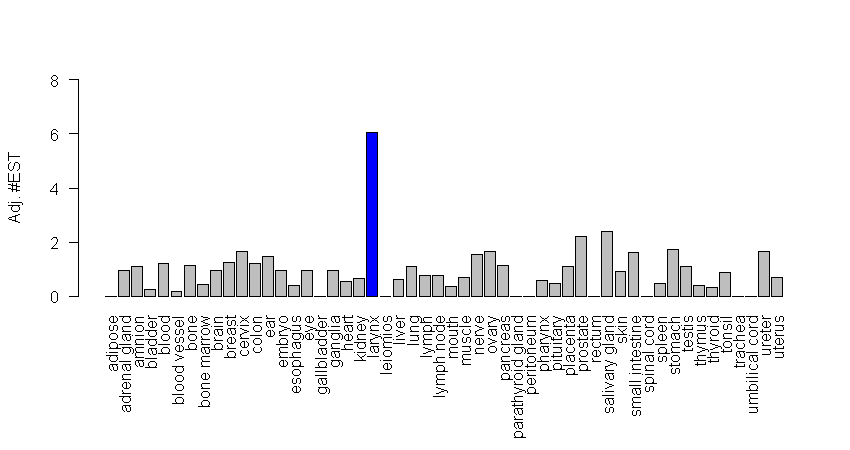 Adj. #EST
8
6
4
2
0
adipose
adrenal gland
amnion
bladder
blood
blood vessel
bone
bone marrow
brain
breast
cervix
colon
ear
embryo
esophagus
eye
gallbladder
ganglia
heart
kidney
larynx
leiomios
liver
lung
lymph
lymph node
mouth
muscle
nerve
ovary
pancreas
parathyroid gland
peritoneum
pharynx
pituitary
placenta
prostate
rectum
salivary gland
skin
small intestine
spinal cord
spleen
stomach
testis
thymus
thyroid
tonsil
trachea
umbilical cord
ureter
uterus